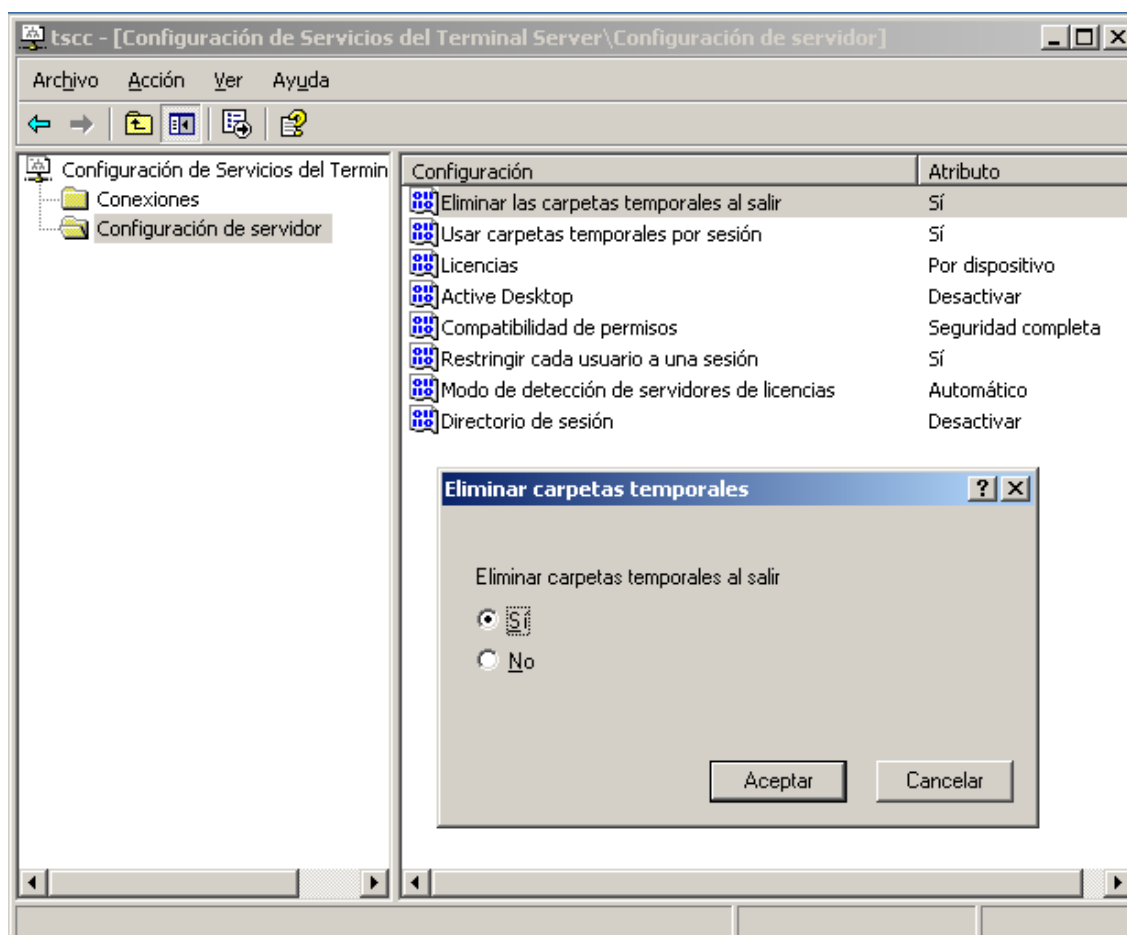 tscc - [Configuración de Servicios del Terminal Server\Configuración de servidor]
Archivo Acción Ver Ayuda
Configuración de Servicios del Termin
Conexiones
Configuración de servidor
Configuración Atributo
Eliminar las carpetas temporales al salir Sí
Usar carpetas temporales por sesión Sí
Licencias Por dispositivo
Active Desktop Desactivar
Compatibilidad de permisos Seguridad completa
Restringir cada usuario a una sesión Sí
Modo de detección de servidores de licencias Automático
Directorio de sesión Desactivar
Eliminar carpetas temporales
Eliminar carpetas temporales al salir
Sí
No
Aceptar Cancelar